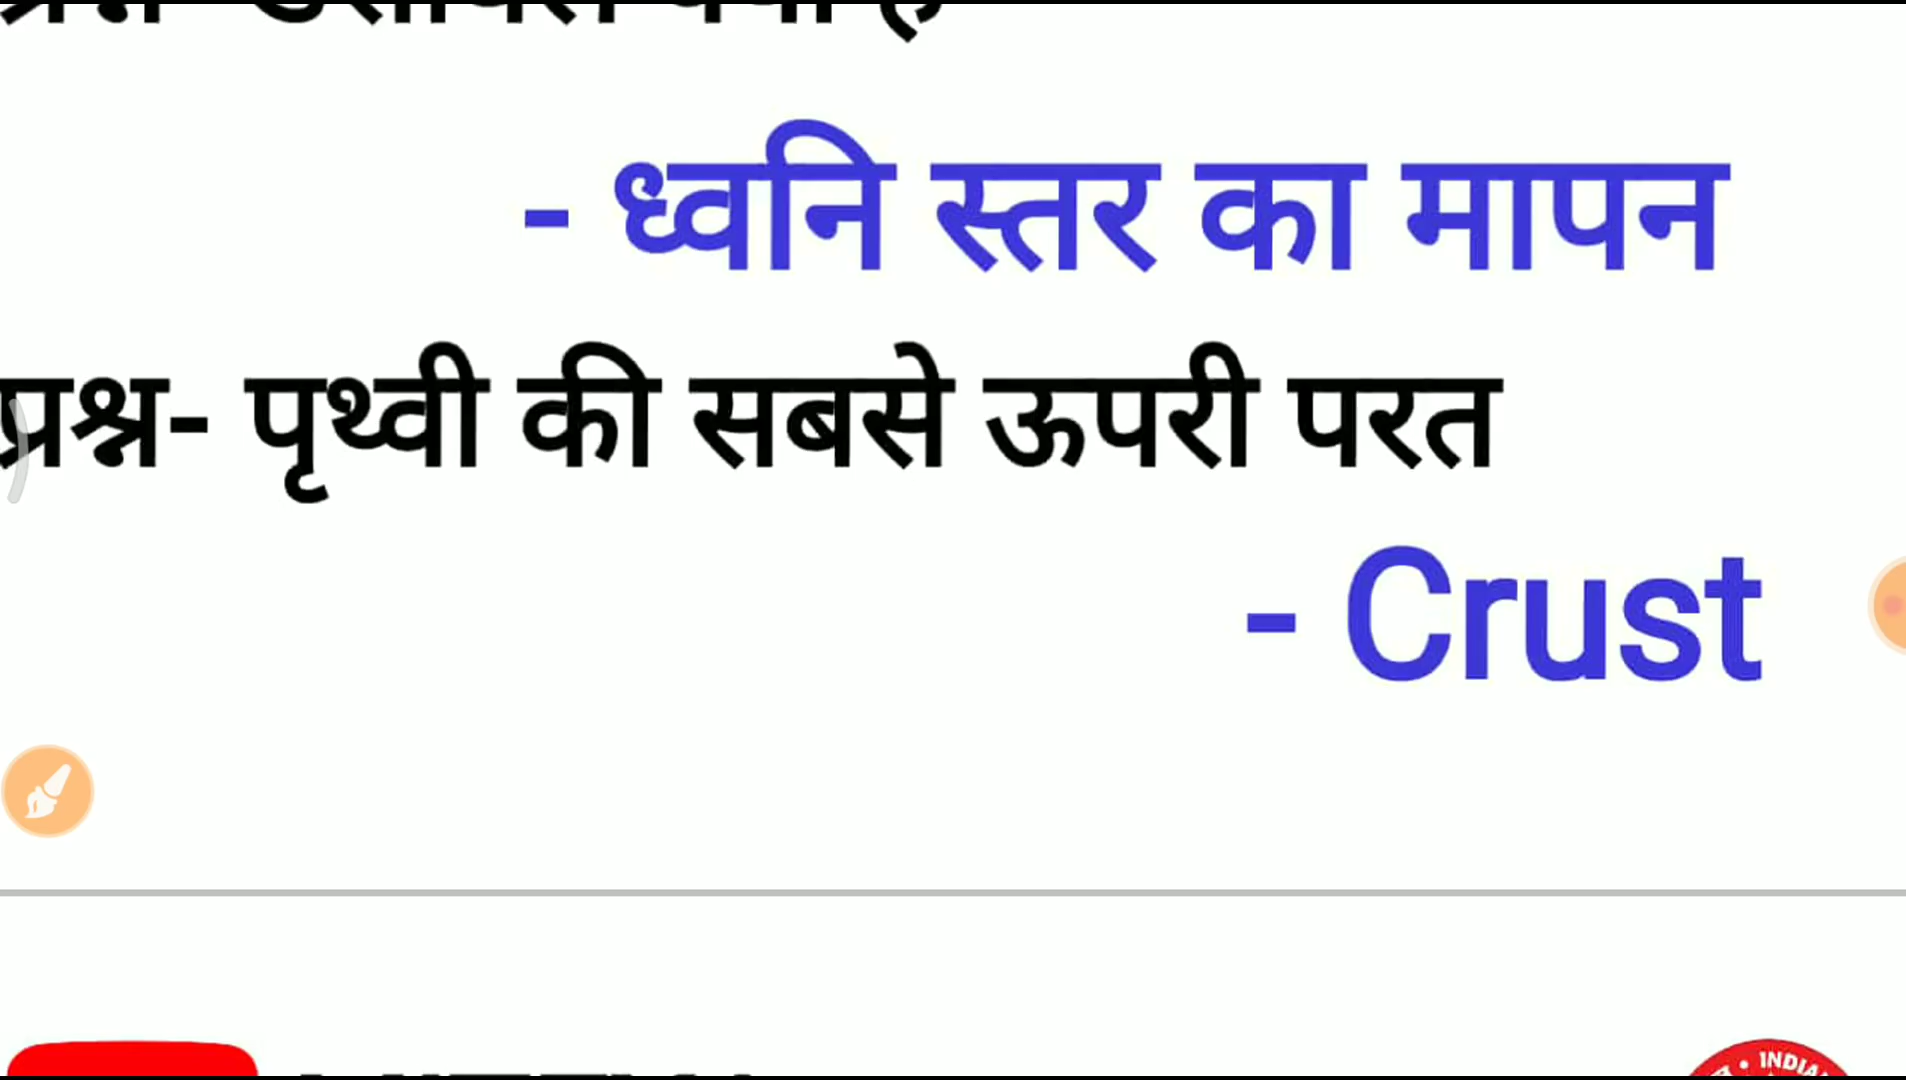 - ध्वनि स्तर का मापन
प्रश्न- पृथ्वी की सबसे ऊपरी परत
- Crust